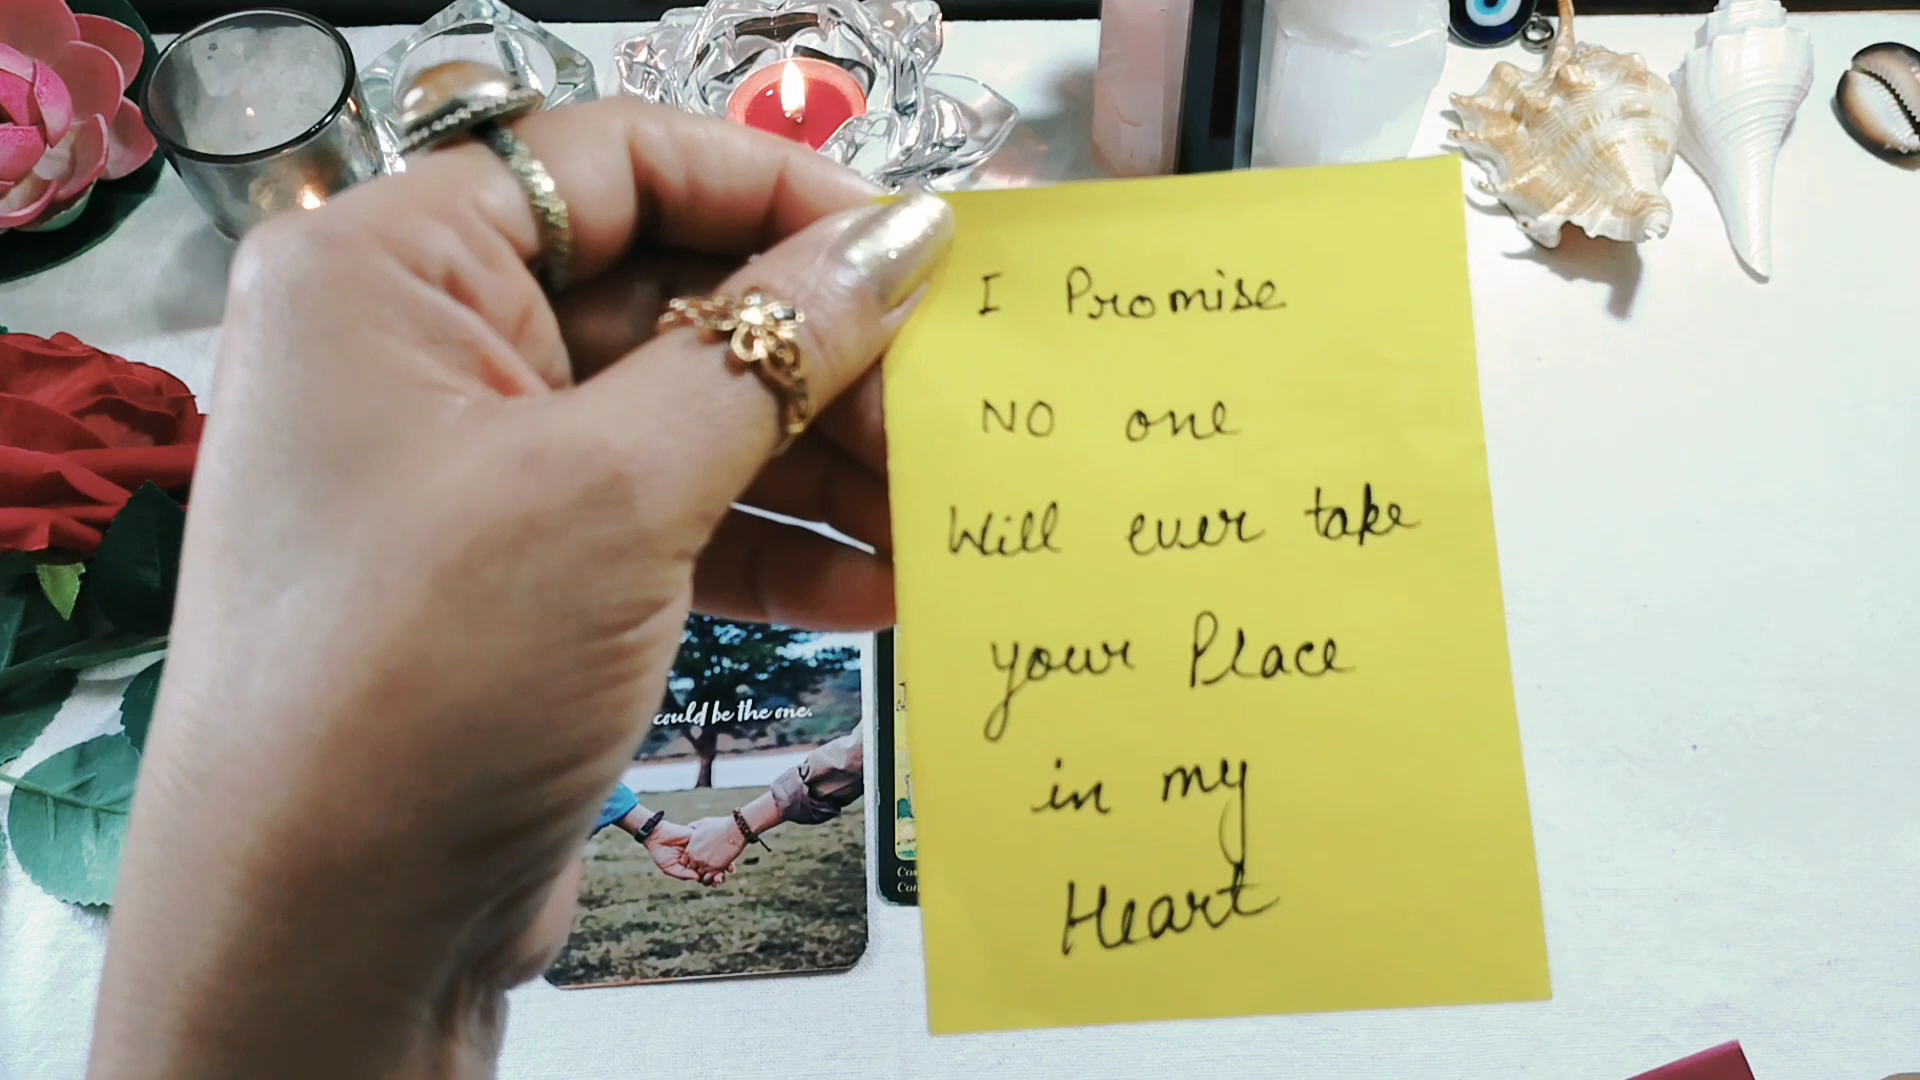 I Promise
NO one
Will ever take
your Place
in my
Heart
could be the one.